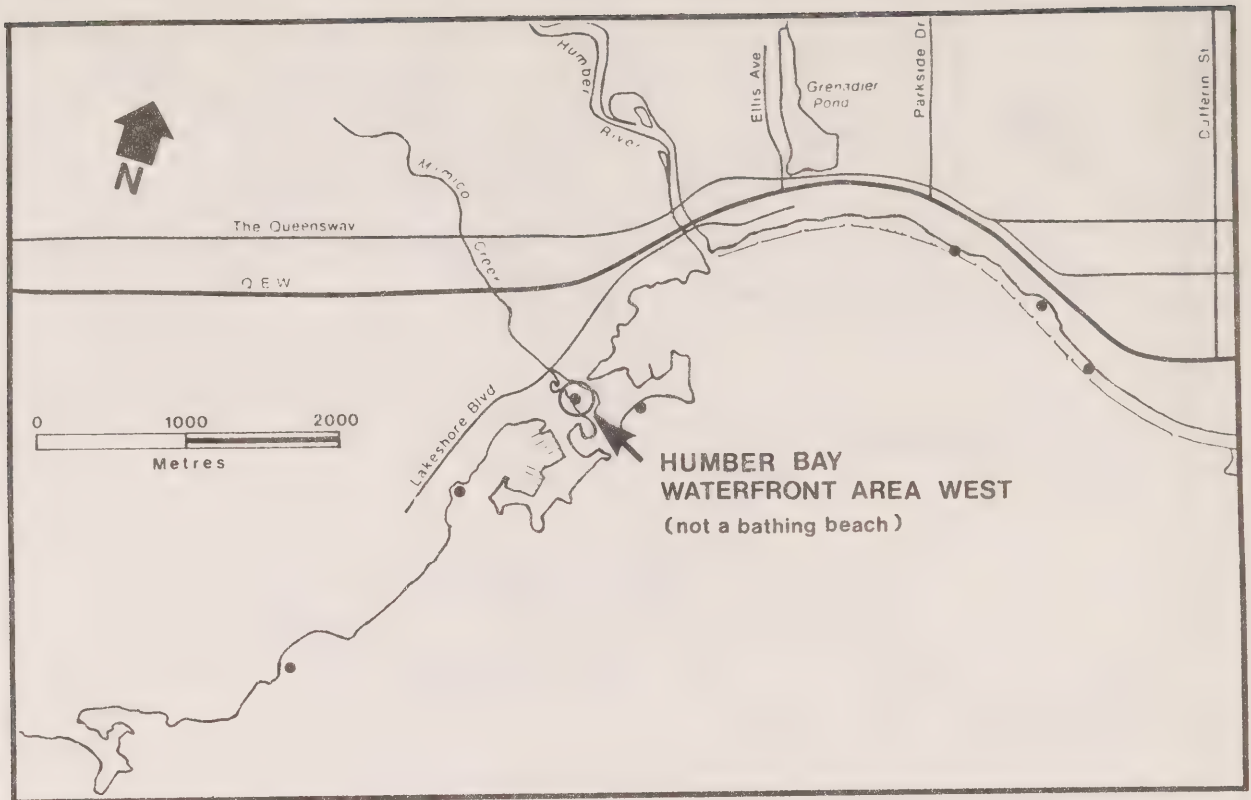 Humber
River
Ellis Ave
Grenadier
Pond
Parkside Dr
Dufferin St
N
Mimico
Creek
The Queensway
Q E W
Lakeshore Blvd
0 1000 2000
Metres
HUMBER BAY
WATERFRONT AREA WEST
(not a bathing beach)